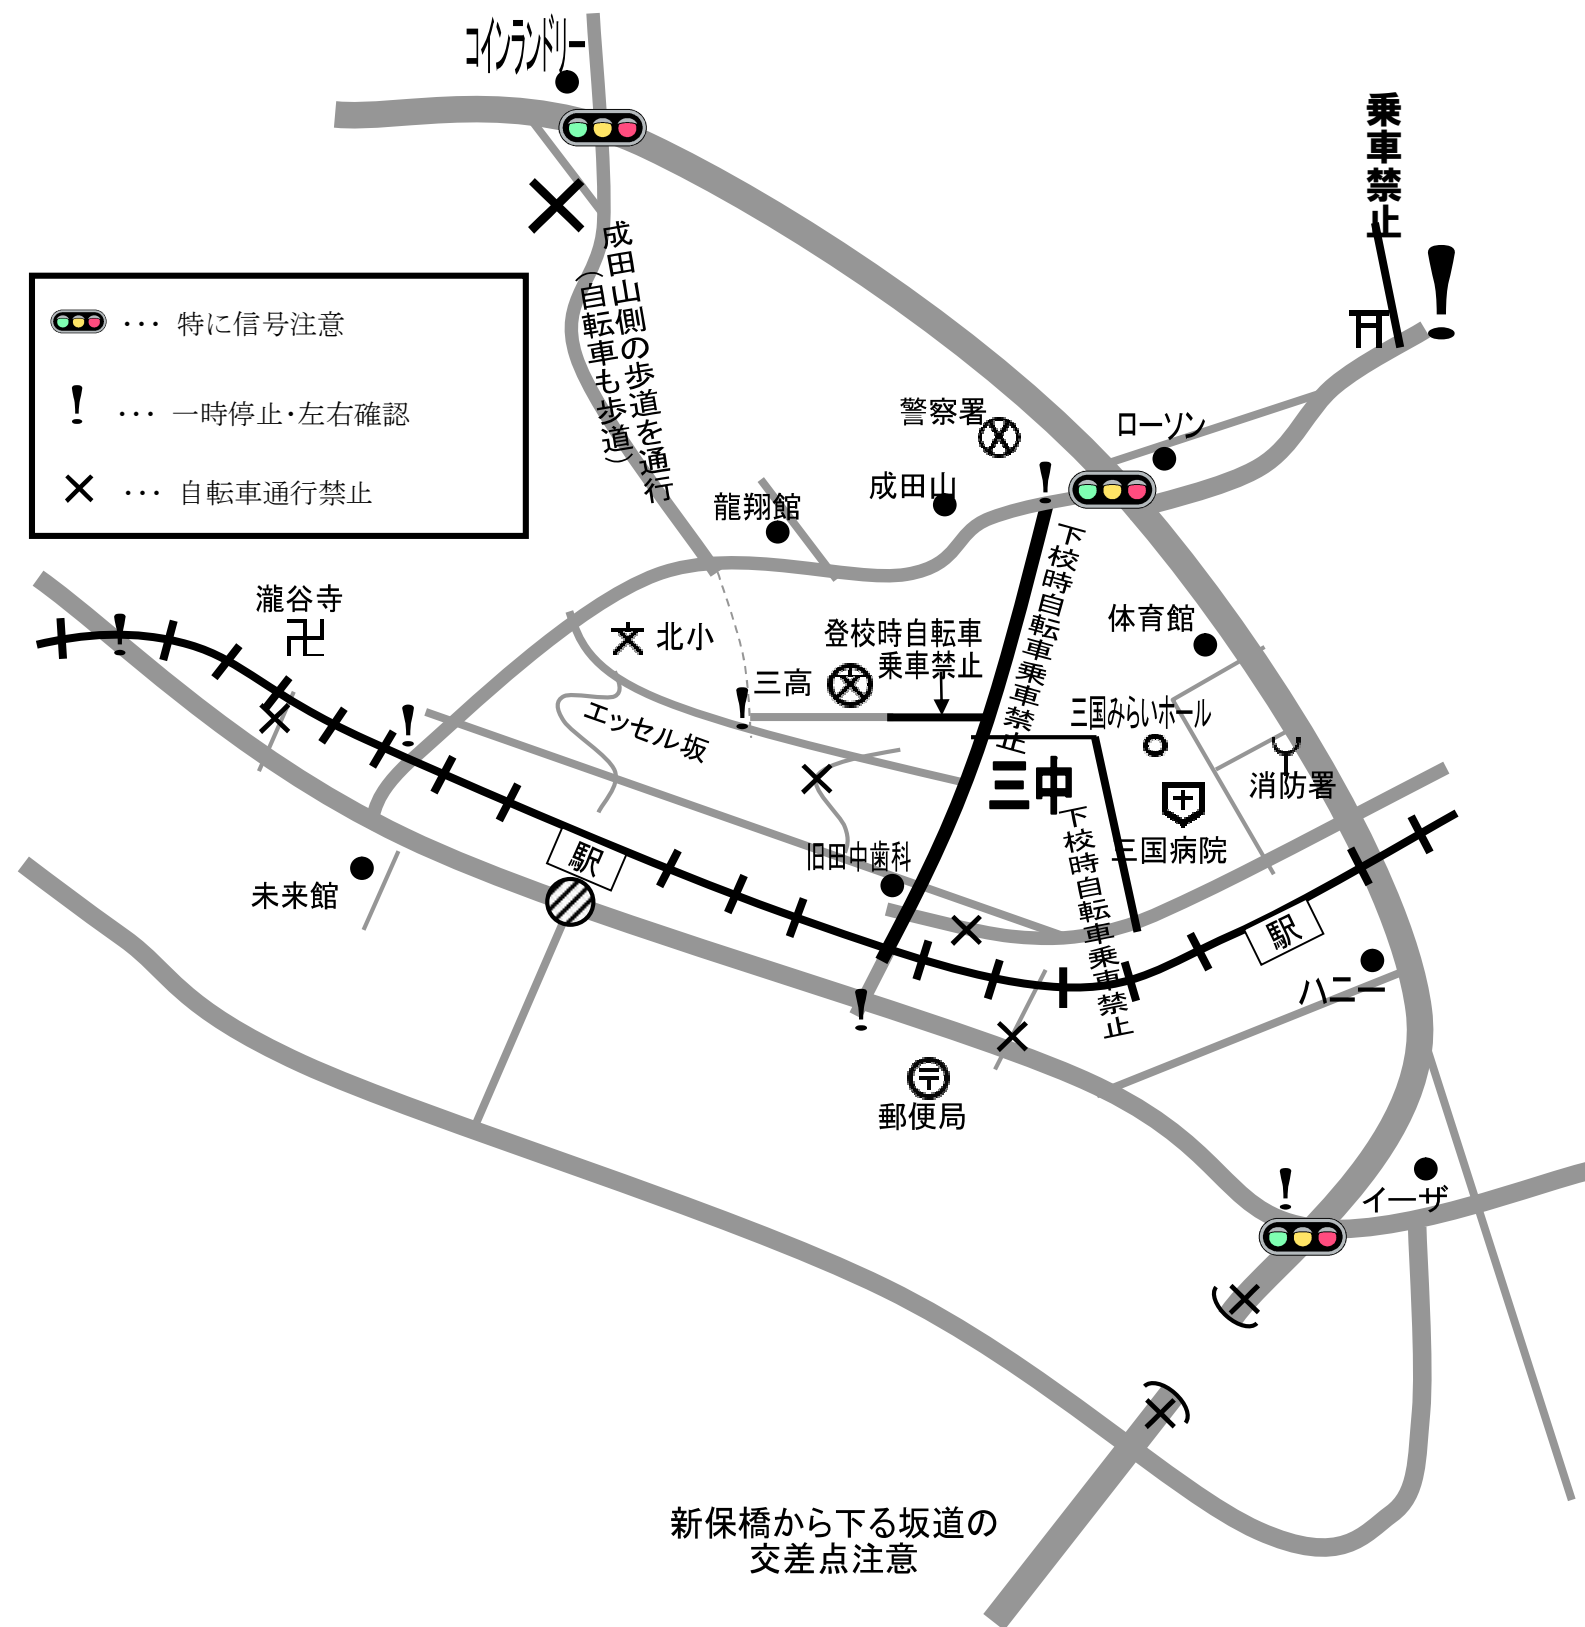 コインランドリー
乗車禁止
成田山側の歩道を通行
(自転車も歩道)
… 特に信号注意
… 一時停止・左右確認
… 自転車通行禁止
警察署
ローソン
成田山
龍翔館
瀧谷寺
北小
登校時自転車
乗車禁止
下校時自転車乗車禁止
体育館
三高
三国みらいホール
エッセル坂
三中
消防署
下校時自転車乗車禁止
三国病院
旧田中歯科
駅
未来館
駅
ハニー
郵便局
イーザ
新保橋から下る坂道の
交差点注意